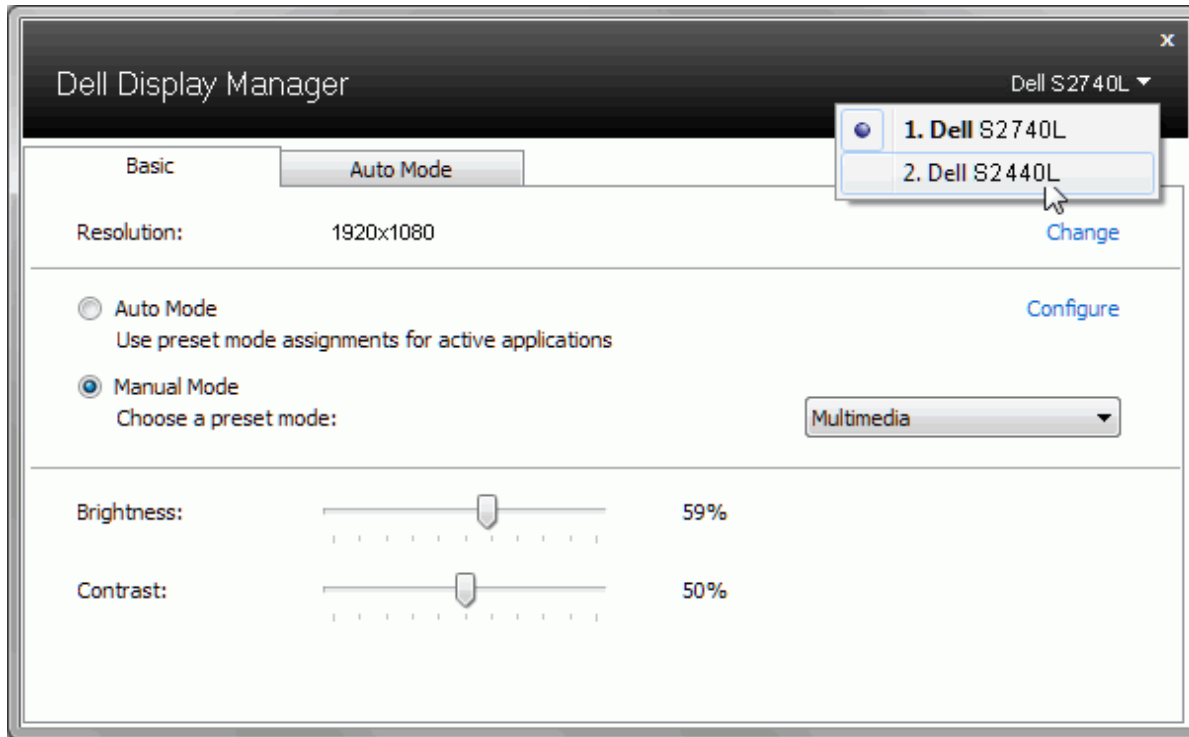 x
Dell Display Manager
Dell S2740L
1. Dell S2740L
2. Dell S2440L
Basic
Auto Mode
Resolution: 1920x1080 Change
Auto Mode Configure
Use preset mode assignments for active applications
Manual Mode
Choose a preset mode: Multimedia
Brightness: 59%
Contrast: 50%